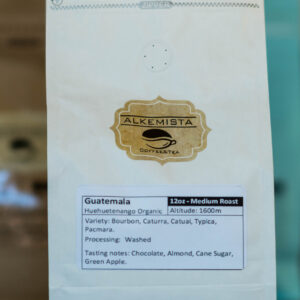 ALKEMISTA
COFFEE&TEA
Guatemala
12oz - Medium Roast
Huehuetenango Organic
Altitude: 1600m
Variety: Bourbon, Caturra, Catuai, Typica,
Pacmara.
Processing: Washed
Tasting notes: Chocolate, Almond, Cane Sugar,
Green Apple.